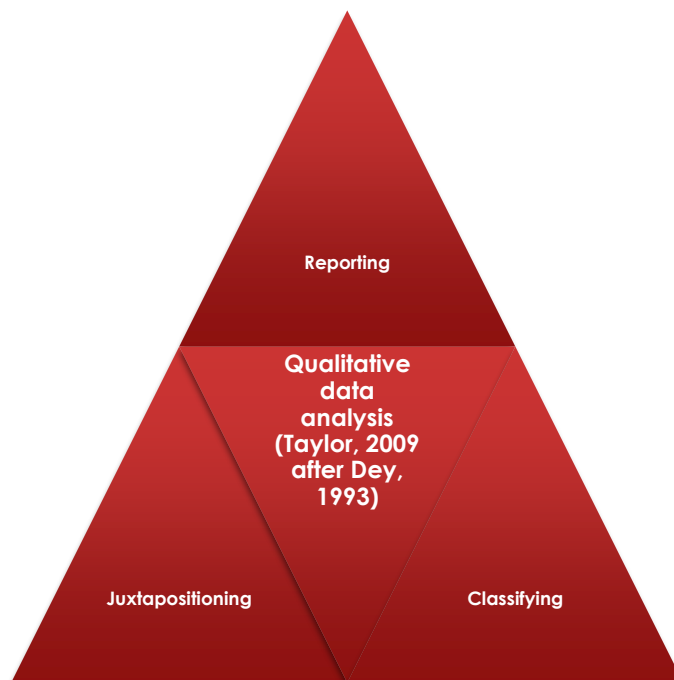 Reporting
Qualitative
data
analysis
(Taylor, 2009
after Dey,
1993)
Juxtapositioning
Classifying